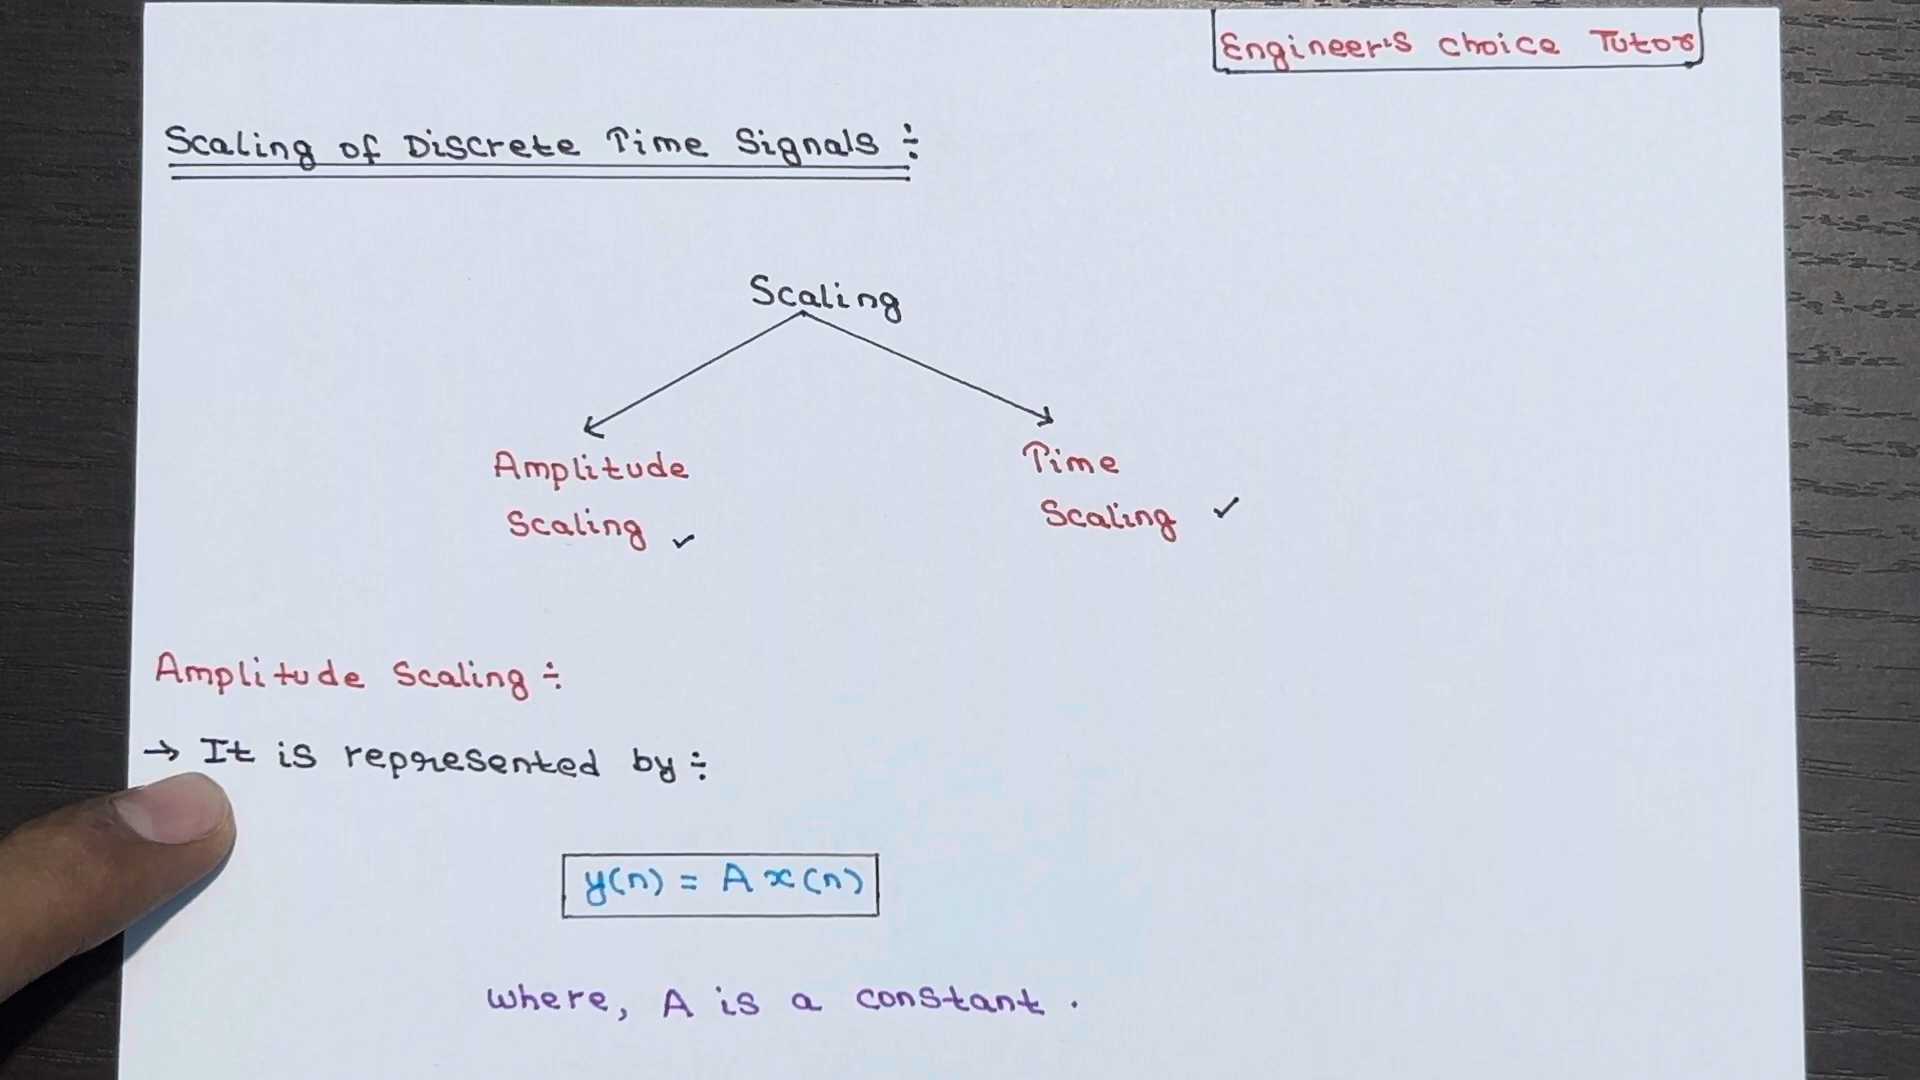 Engineer's Choice Tutor
Scaling of Discrete Time Signals ÷
Scaling
Amplitude
Scaling ✓
Time
Scaling ✓
Amplitude Scaling ÷
→ It is represented by ÷
y(n) = A x(n)
where, A is a constant .